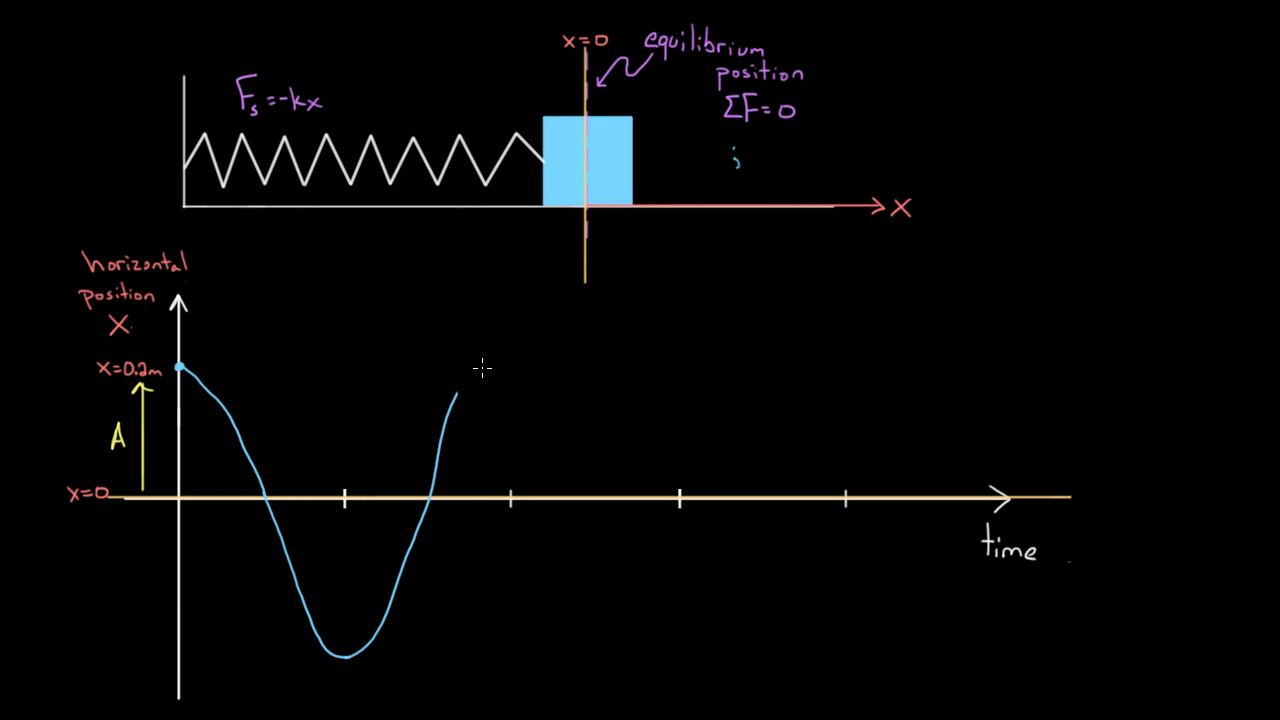 x=0
equilibrium
position
ΣF=0
Fs=-kx
x
horizontal
position
x
x=0.2m
A
x=0
time